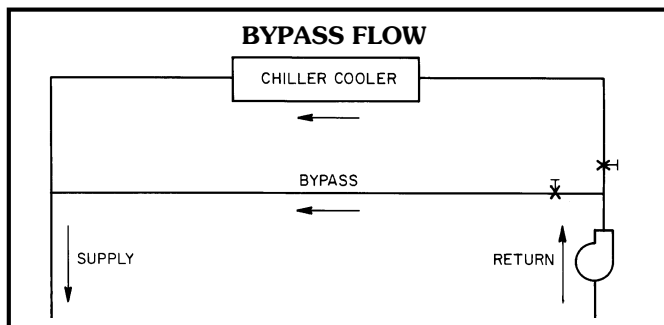 BYPASS FLOW
CHILLER COOLER
BYPASS
SUPPLY
RETURN